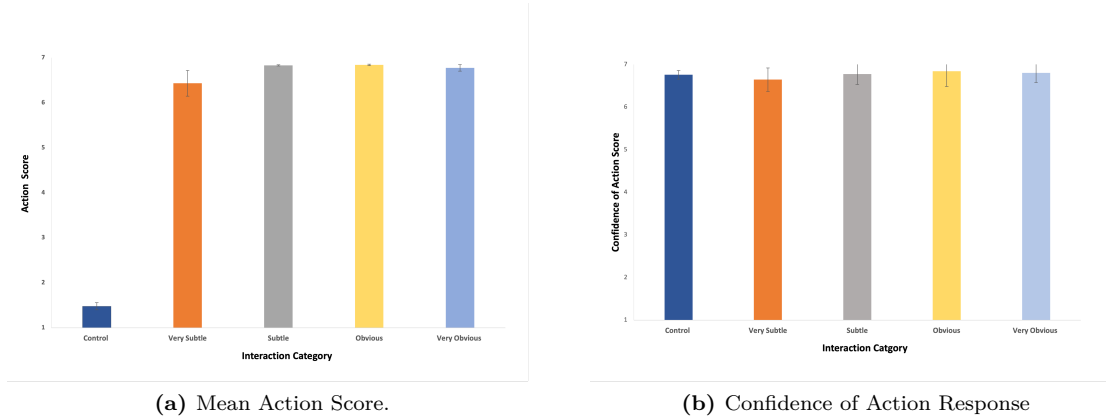 7
6
5
4
3
2
1
Action Score
Control
Very Subtle
Subtle
Obvious
Very Obvious
Interaction Category
(a) Mean Action Score.
7
6
5
4
3
2
1
Confidence of Action Score
Control
Very Subtle
Subtle
Obvious
Very Obvious
Interaction Catgory
(b) Confidence of Action Response